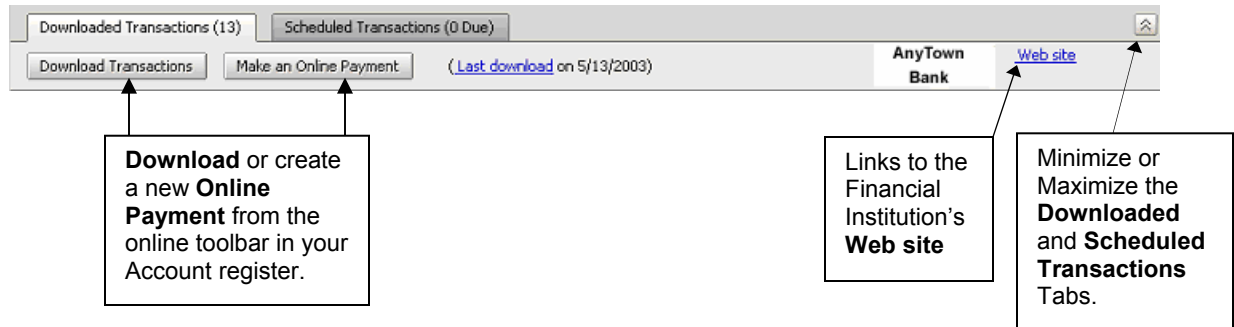 Downloaded Transactions (13)
Scheduled Transactions (0 Due)
Download Transactions
Make an Online Payment
( Last download on 5/13/2003)
AnyTown
Bank
Web site
Download or create
a new Online
Payment from the
online toolbar in your
Account register.
Links to the
Financial
Institution’s
Web site
Minimize or
Maximize the
Downloaded
and Scheduled
Transactions
Tabs.